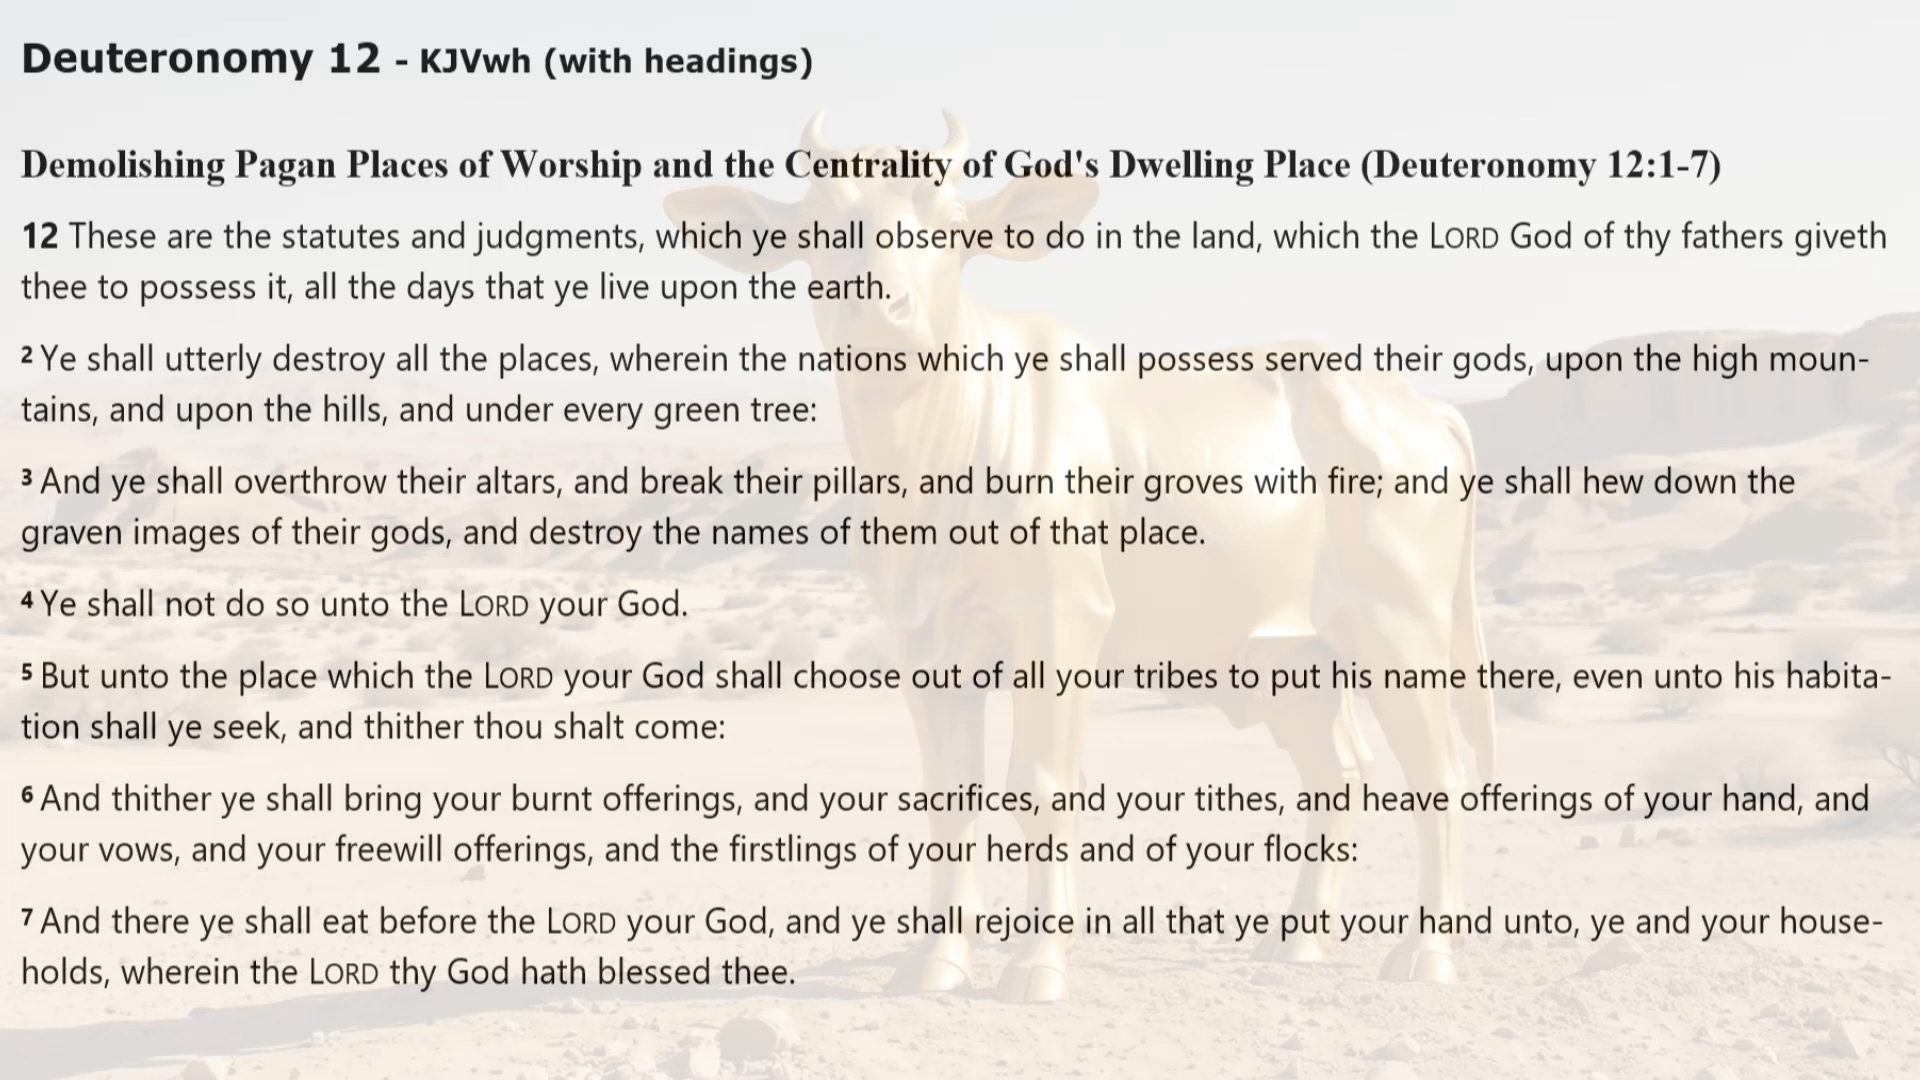 Deuteronomy 12 - KJVwh (with headings)
Demolishing Pagan Places of Worship and the Centrality of God's Dwelling Place (Deuteronomy 12:1-7)
12 These are the statutes and judgments, which ye shall observe to do in the land, which the LORD God of thy fathers giveth
thee to possess it, all the days that ye live upon the earth.
2 Ye shall utterly destroy all the places, wherein the nations which ye shall possess served their gods, upon the high moun-
tains, and upon the hills, and under every green tree:
3 And ye shall overthrow their altars, and break their pillars, and burn their groves with fire; and ye shall hew down the
graven images of their gods, and destroy the names of them out of that place.
4 Ye shall not do so unto the LORD your God.
5 But unto the place which the LORD your God shall choose out of all your tribes to put his name there, even unto his habita-
tion shall ye seek, and thither thou shalt come:
6 And thither ye shall bring your burnt offerings, and your sacrifices, and your tithes, and heave offerings of your hand, and
your vows, and your freewill offerings, and the firstlings of your herds and of your flocks:
7 And there ye shall eat before the LORD your God, and ye shall rejoice in all that ye put your hand unto, ye and your house-
holds, wherein the LORD thy God hath blessed thee.